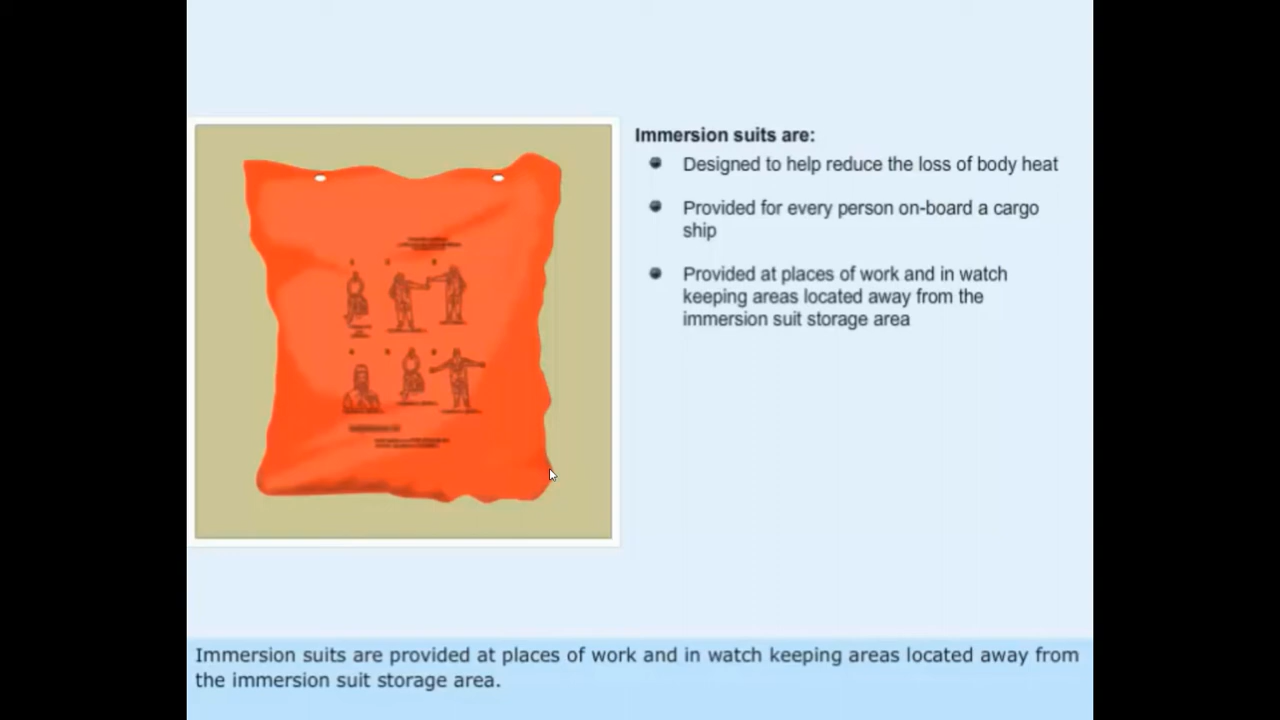 Immersion suits are:
Designed to help reduce the loss of body heat
Provided for every person on-board a cargo
ship
Provided at places of work and in watch
keeping areas located away from the
immersion suit storage area
Immersion suits are provided at places of work and in watch keeping areas located away from
the immersion suit storage area.